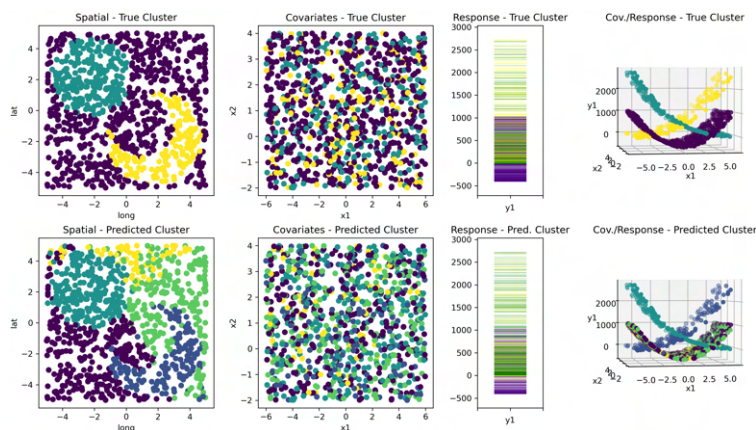 Spatial - True Cluster
Covariates - True Cluster
Response - True Cluster
Cov./Response - True Cluster
4
2
0
−2
−4
lat
−4 −2 0 2 4
long
4
3
2
1
0
−1
−2
x2
−6 −4 −2 0 2 4 6
x1
3000
2500
2000
1500
1000
500
0
−500
y1
2000
1000
0
y1
x2
−5.0 −2.5 0.0 2.5 5.0
x1
Spatial - Predicted Cluster
Covariates - Predicted Cluster
Response - Pred. Cluster
Cov./Response - Predicted Cluster
4
2
0
−2
−4
lat
−4 −2 0 2 4
long
4
3
2
1
0
−1
−2
x2
−6 −4 −2 0 2 4 6
x1
3000
2500
2000
1500
1000
500
0
−500
y1
2000
1000
0
y1
x2
−5.0 −2.5 0.0 2.5 5.0
x1